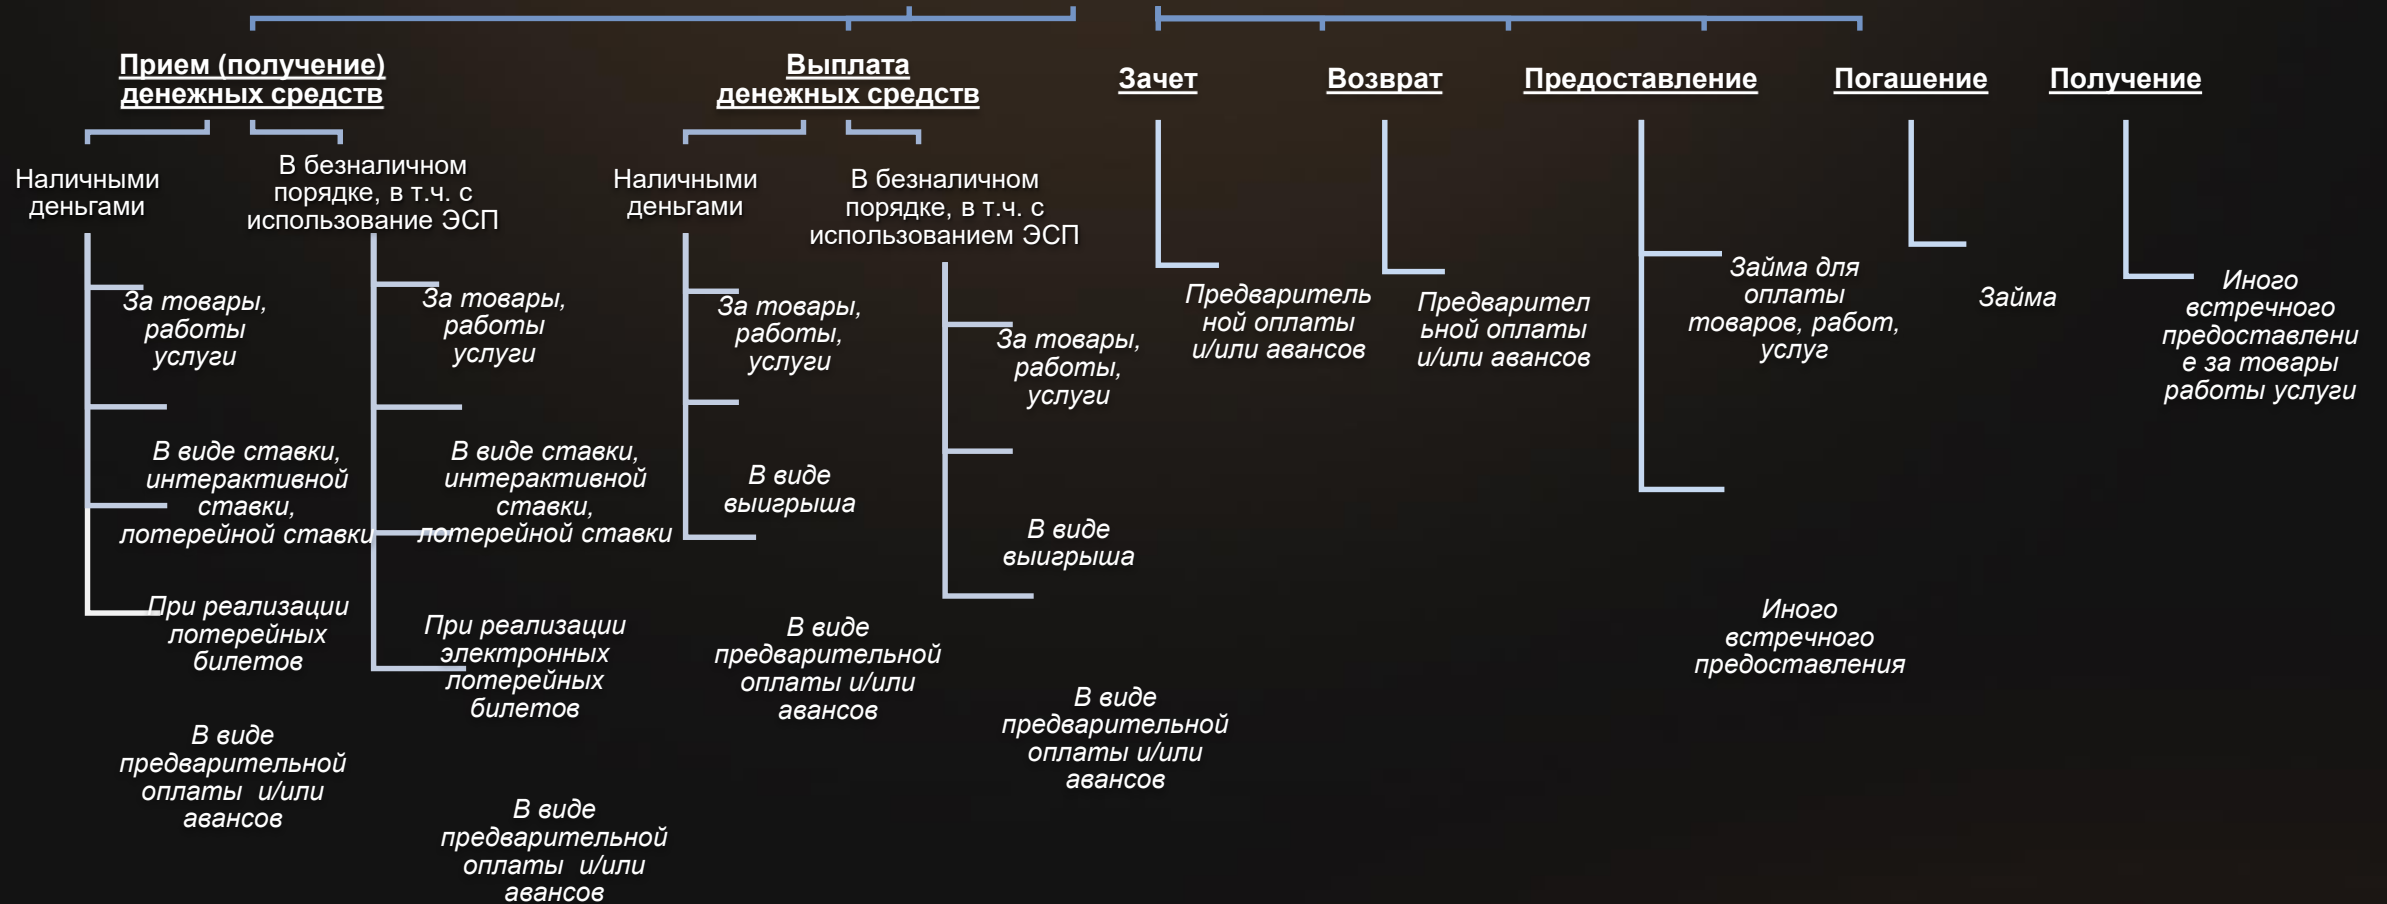 Прием (получение)
денежных средств
Наличными
деньгами
За товары,
работы
услуги
В виде ставки,
интерактивной
ставки,
лотерейной ставки
При реализации
лотерейных
билетов
В виде
предварительной
оплаты и/или
авансов
В безналичном
порядке, в т.ч. с
использование ЭСП
За товары,
работы
услуги
В виде ставки,
интерактивной
ставки,
лотерейной ставки
При реализации
электронных
лотерейных
билетов
В виде
предварительной
оплаты и/или
авансов
Выплата
денежных средств
Наличными
деньгами
За товары,
работы,
услуги
В виде
выигрыша
В виде
предварительной
оплаты и/или
авансов
В безналичном
порядке, в т.ч. с
использованием ЭСП
За товары,
работы,
услуги
В виде
выигрыша
В виде
предварительной
оплаты и/или
авансов
Зачет
Предваритель
ной оплаты
и/или авансов
Возврат
Предварител
ьной оплаты
и/или авансов
Предоставление
Займа для
оплаты
товаров, работ,
услуг
Иного
встречного
предоставления
Погашение
Займа
Получение
Иного
встречного
предоставлени
е за товары
работы услуги